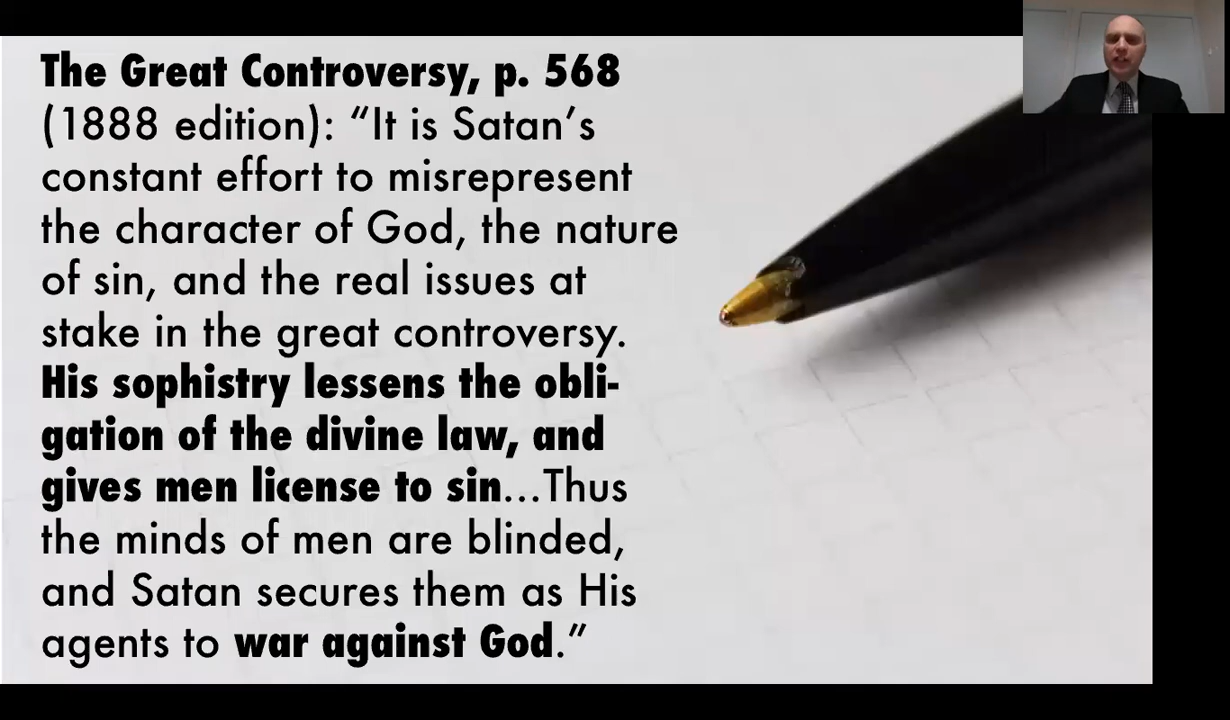 The Great Controversy, p. 568
(1888 edition): “It is Satan’s
constant effort to misrepresent
the character of God, the nature
of sin, and the real issues at
stake in the great controversy.
His sophistry lessens the obli-
gation of the divine law, and
gives men license to sin...Thus
the minds of men are blinded,
and Satan secures them as His
agents to war against God.”